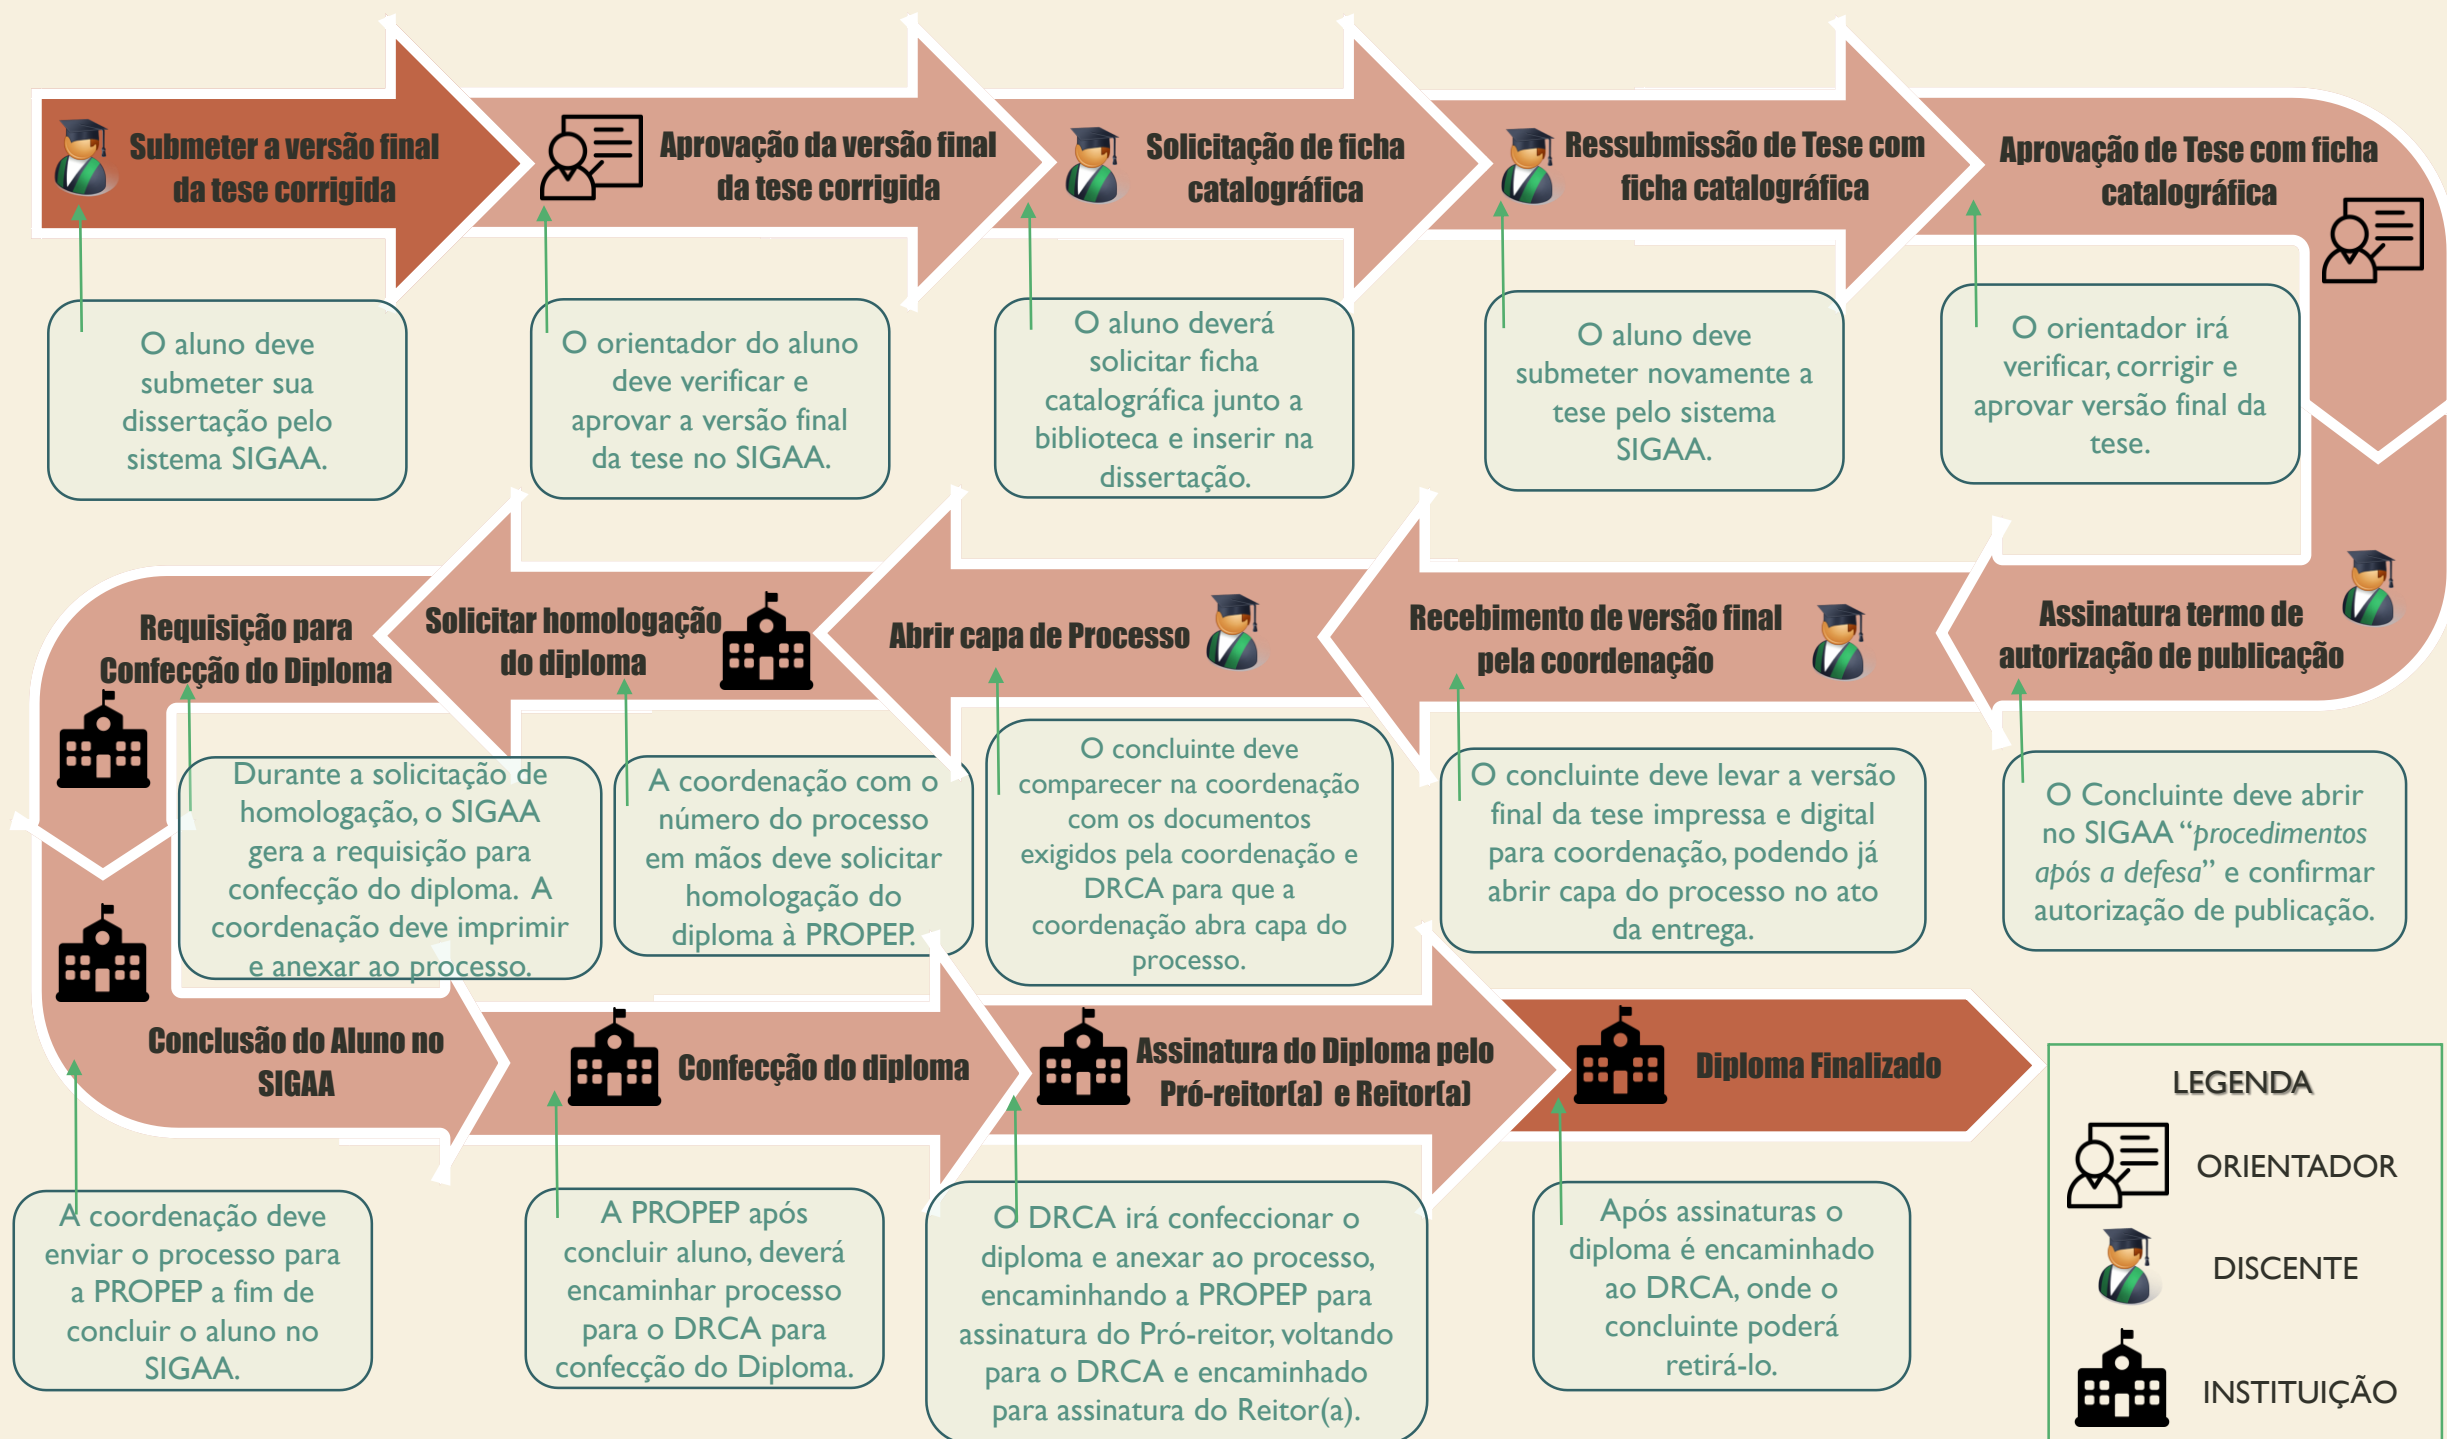 Submeter a versão final
da tese corrigida
Aprovação da versão final
da tese corrigida
Solicitação de ficha
catalográfica
Ressubmissão de Tese com
ficha catalográfica
Aprovação de Tese com ficha
catalográfica
O aluno deve
submeter sua
dissertação pelo
sistema SIGAA.
O orientador do aluno
deve verificar e
aprovar a versão final
da tese no SIGAA.
O aluno deverá
solicitar ficha
catalográfica junto a
biblioteca e inserir na
dissertação.
O aluno deve
submeter novamente a
tese pelo sistema
SIGAA.
O orientador irá
verificar, corrigir e
aprovar versão final da
tese.
Assinatura termo de
autorização de publicação
Recebimento de versão final
pela coordenação
Abrir capa de Processo
Solicitar homologação
do diploma
Requisição para
Confecção do Diploma
O Concluinte deve abrir
no SIGAA “procedimentos
após a defesa” e confirmar
autorização de publicação.
O concluinte deve levar a versão
final da tese impressa e digital
para coordenação, podendo já
abrir capa do processo no ato
da entrega.
O concluinte deve
comparecer na coordenação
com os documentos
exigidos pela coordenação e
DRCA para que a
coordenação abra capa do
processo.
A coordenação com o
número do processo
em mãos deve solicitar
homologação do
diploma à PROPEP.
Durante a solicitação de
homologação, o SIGAA
gera a requisição para
confecção do diploma. A
coordenação deve imprimir
e anexar ao processo.
Conclusão do Aluno no
SIGAA
Confecção do diploma
Assinatura do Diploma pelo
Pró-reitor(a) e Reitor(a)
Diploma Finalizado
A coordenação deve
enviar o processo para
a PROPEP a fim de
concluir o aluno no
SIGAA.
A PROPEP após
concluir aluno, deverá
encaminhar processo
para o DRCA para
confecção do Diploma.
O DRCA irá confeccionar o
diploma e anexar ao processo,
encaminhando a PROPEP para
assinatura do Pró-reitor, voltando
para o DRCA e encaminhado
para assinatura do Reitor(a).
Após assinaturas o
diploma é encaminhado
ao DRCA, onde o
concluinte poderá
retirá-lo.
LEGENDA
ORIENTADOR
DISCENTE
INSTITUIÇÃO